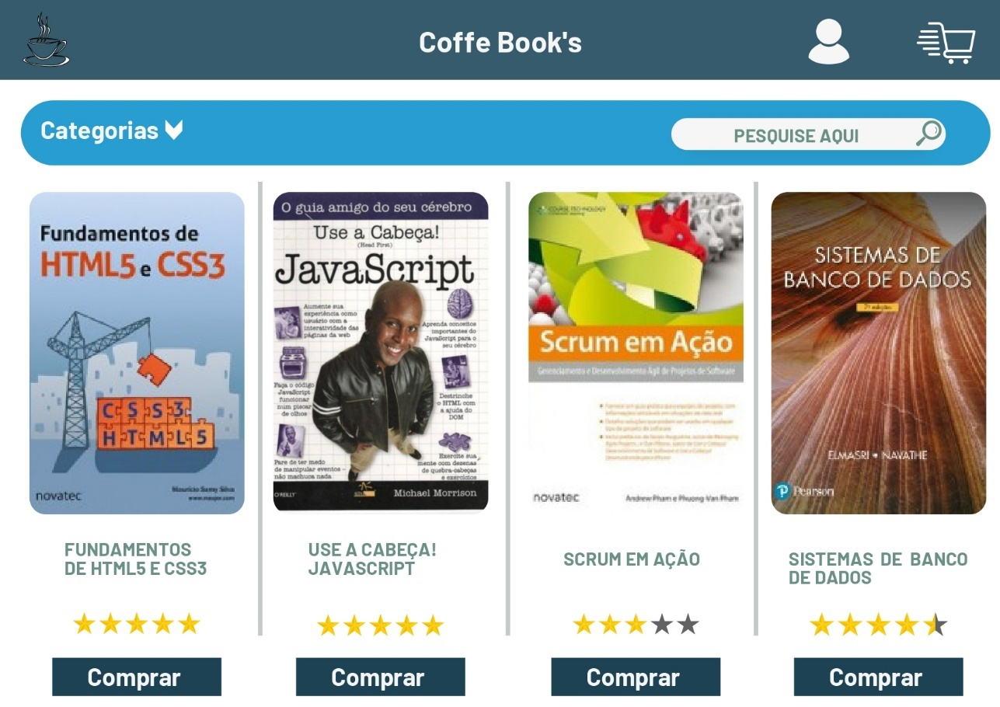 Coffe Book's
Categorias
PESQUISE AQUI
Fundamentos de
HTML5 e CSS3
CSS3
HTML5
novatec
Maurício Samy Silva
www.maujor.com
O guia amigo do seu cérebro
Use a Cabeça!
(Head First)
JavaScript
Aumente sua
experiência como
usuário com a
interatividade das
páginas da web
Aprenda conceitos
importantes do
JavaScript para o
seu cérebro
Faça o código
JavaScript
funcionar
num piscar
de olhos
Destrinche
o HTML com
a ajuda do
DOM
Pare de ter medo
de manipular eventos –
não machuca nada
Exercite sua
mente com dezenas
de quebra-cabeças
e exercícios
O'REILLY
Michael Morrison
COURSE TECHNOLOGY
Scrum em Ação
Gerenciamento e Desenvolvimento Ágil de Projetos de Software
novatec
Andrew Pham e Phuong-Van Pham
SISTEMAS DE
BANCO DE DADOS
7ª edição
ELMASRI • NAVATHE
Pearson
FUNDAMENTOS
DE HTML5 E CSS3
USE A CABEÇA!
JAVASCRIPT
SCRUM EM AÇÃO
SISTEMAS DE BANCO
DE DADOS
Comprar
Comprar
Comprar
Comprar